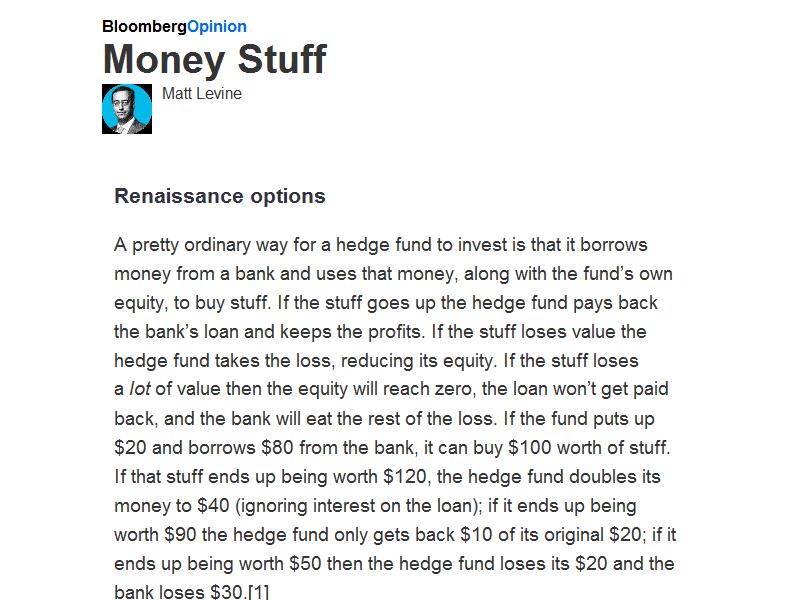 BloombergOpinion
Money Stuff
Matt Levine
Renaissance options
A pretty ordinary way for a hedge fund to invest is that it borrows
money from a bank and uses that money, along with the fund’s own
equity, to buy stuff. If the stuff goes up the hedge fund pays back
the bank’s loan and keeps the profits. If the stuff loses value the
hedge fund takes the loss, reducing its equity. If the stuff loses
a lot of value then the equity will reach zero, the loan won’t get paid
back, and the bank will eat the rest of the loss. If the fund puts up
$20 and borrows $80 from the bank, it can buy $100 worth of stuff.
If that stuff ends up being worth $120, the hedge fund doubles its
money to $40 (ignoring interest on the loan); if it ends up being
worth $90 the hedge fund only gets back $10 of its original $20; if it
ends up being worth $50 then the hedge fund loses its $20 and the
bank loses $30.[1]